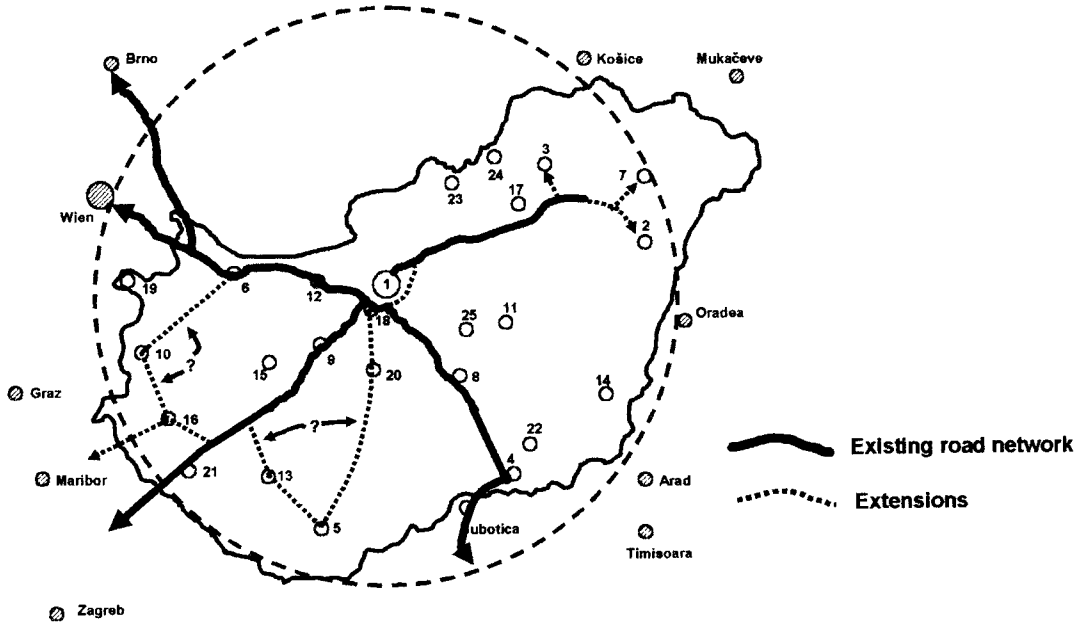 Brno
Košice
Mukačeve
3
24
7
23
17
Wien
2
19
6
12
1
18
25
11
Oradea
10
?
9
15
20
8
14
Graz
16
?
22
Existing road network
21
13
4
Maribor
Arad
Extensions
5
ubotica
Timisoara
Zagreb